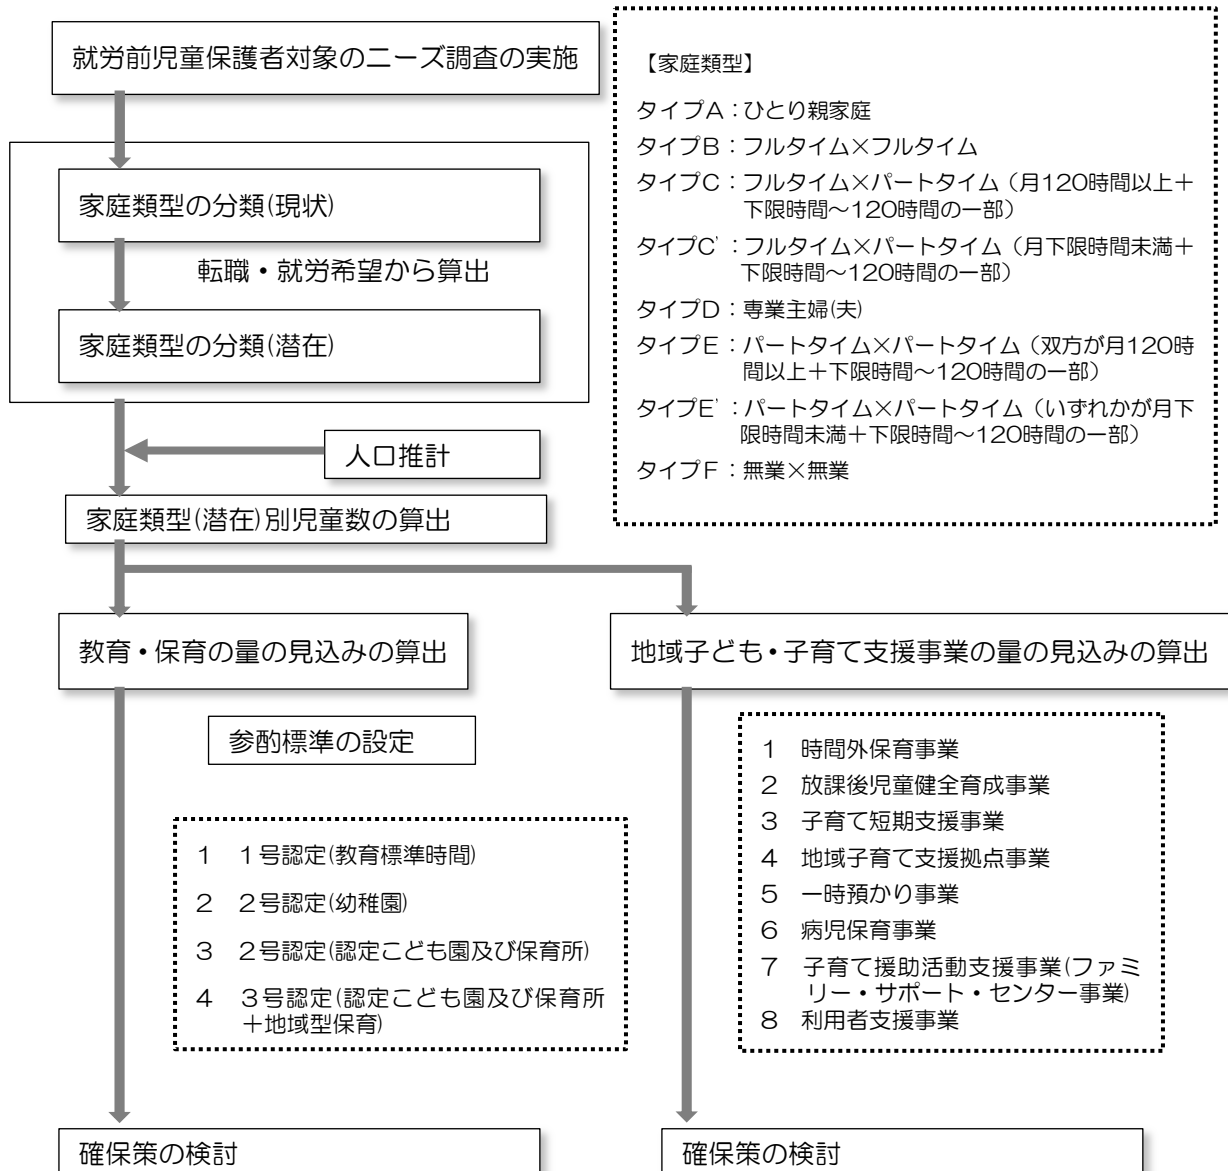 就労前児童保護者対象のニーズ調査の実施
家庭類型の分類(現状)
転職・就労希望から算出
家庭類型の分類(潜在)
人口推計
家庭類型(潜在)別児童数の算出
【家庭類型】
タイプA：ひとり親家庭
タイプB：フルタイム×フルタイム
タイプC：フルタイム×パートタイム（月120時間以上＋
下限時間～120時間の一部）
タイプC'：フルタイム×パートタイム（月下限時間未満＋
下限時間～120時間の一部）
タイプD：専業主婦(夫)
タイプE：パートタイム×パートタイム（双方が月120時
間以上＋下限時間～120時間の一部）
タイプE'：パートタイム×パートタイム（いずれかが月下
限時間未満＋下限時間～120時間の一部）
タイプF：無業×無業
教育・保育の量の見込みの算出
参酌標準の設定
1　1号認定(教育標準時間)
2　2号認定(幼稚園)
3　2号認定(認定こども園及び保育所)
4　3号認定(認定こども園及び保育所
＋地域型保育)
確保策の検討
地域子ども・子育て支援事業の量の見込みの算出
1　時間外保育事業
2　放課後児童健全育成事業
3　子育て短期支援事業
4　地域子育て支援拠点事業
5　一時預かり事業
6　病児保育事業
7　子育て援助活動支援事業(ファミ
リー・サポート・センター事業)
8　利用者支援事業
確保策の検討